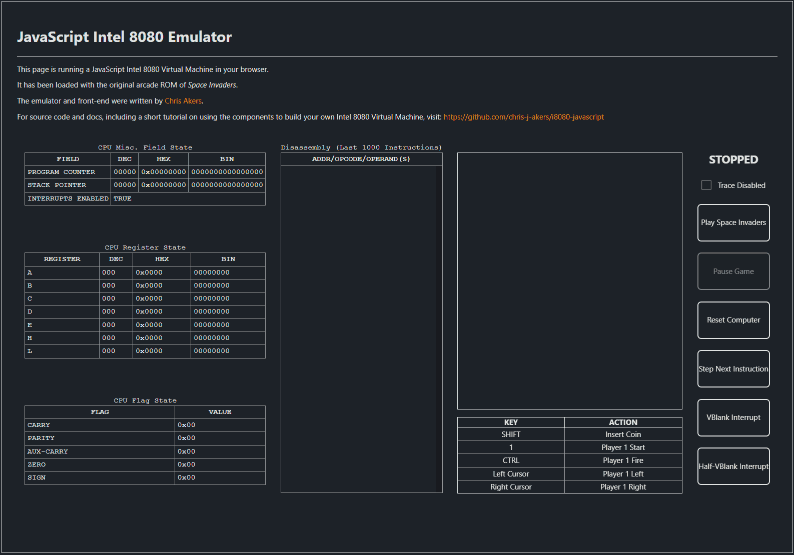 JavaScript Intel 8080 Emulator
This page is running a JavaScript Intel 8080 Virtual Machine in your browser.
It has been loaded with the original arcade ROM of Space Invaders.
The emulator and front-end were written by Chris Akers.
For source code and docs, including a short tutorial on using the components to build your own Intel 8080 Virtual Machine, visit: https://github.com/chris-j-akers/i8080-javascript
CPU Misc. Field State
FIELD DEC HEX BIN
PROGRAM COUNTER 00000 0x00000000 0000000000000000
STACK POINTER 00000 0x00000000 0000000000000000
INTERRUPTS ENABLED TRUE
CPU Register State
REGISTER DEC HEX BIN
A 000 0x0000 00000000
B 000 0x0000 00000000
C 000 0x0000 00000000
D 000 0x0000 00000000
E 000 0x0000 00000000
H 000 0x0000 00000000
L 000 0x0000 00000000
CPU Flag State
FLAG VALUE
CARRY 0x00
PARITY 0x00
AUX-CARRY 0x00
ZERO 0x00
SIGN 0x00
Disassembly (Last 1000 Instructions)
ADDR/OPCODE/OPERAND(S)
KEY ACTION
SHIFT Insert Coin
1 Player 1 Start
CTRL Player 1 Fire
Left Cursor Player 1 Left
Right Cursor Player 1 Right
STOPPED
Trace Disabled
Play Space Invaders
Pause Game
Reset Computer
Step Next Instruction
VBlank Interrupt
Half-VBlank Interrupt